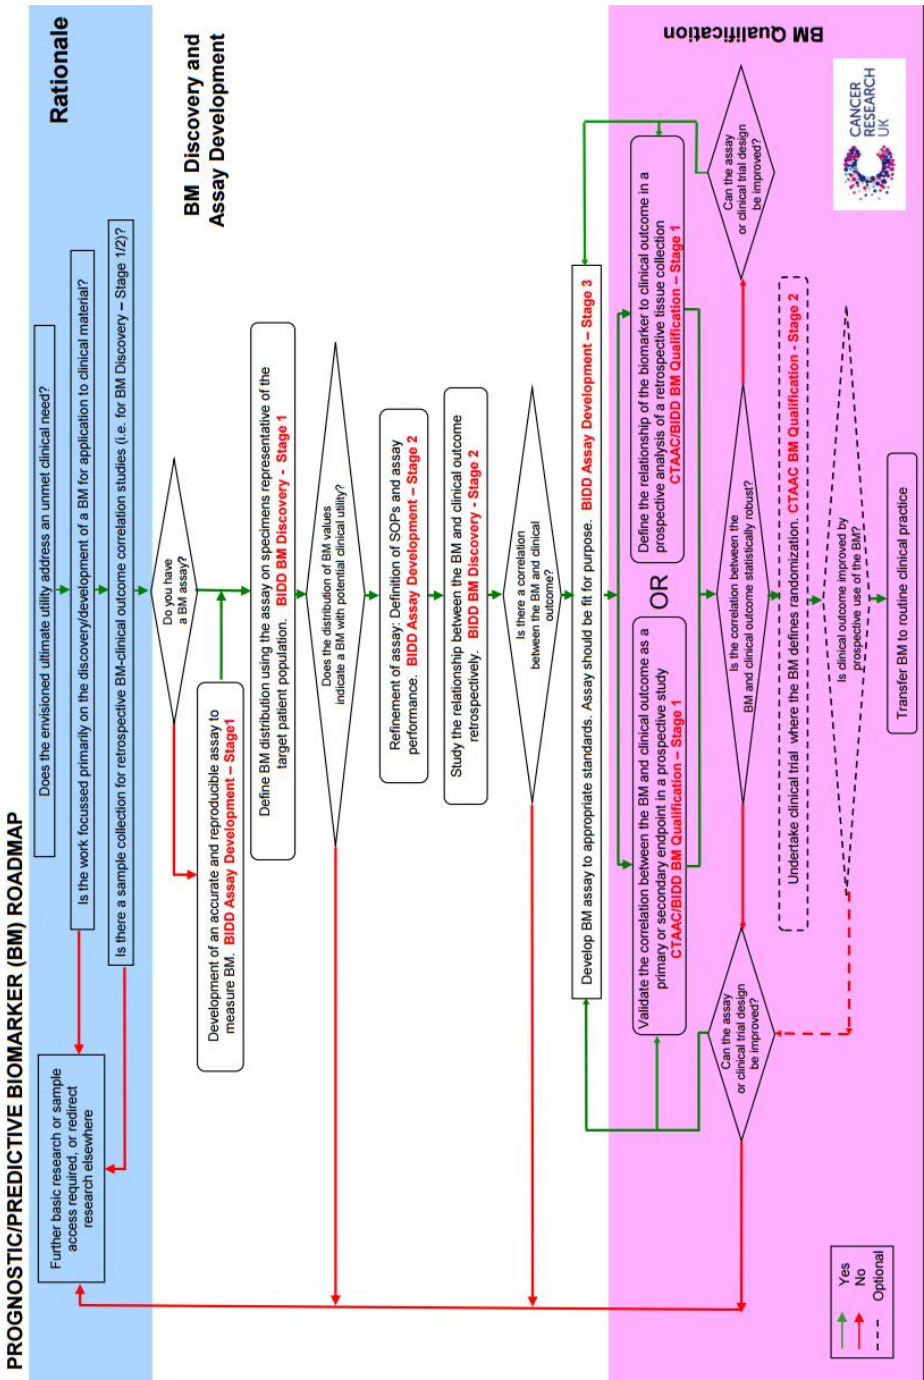 PROGNOSTIC/PREDICTIVE BIOMARKER (BM) ROADMAP
Rationale
Does the envisioned ultimate utility address an unmet clinical need?
Is the work focussed primarily on the discovery/development of a BM for application to clinical material?
Is there a sample collection for retrospective BM-clinical outcome correlation studies (i.e. for BM Discovery – Stage 1/2)?
Further basic research or sample
access required, or redirect
research elsewhere
BM Discovery and
Assay Development
Do you have
a BM assay?
Development of an accurate and reproducible assay to
measure BM. BIDD Assay Development – Stage1
Define BM distribution using the assay on specimens representative of the
target patient population. BIDD BM Discovery - Stage 1
Does the distribution of BM values
indicate a BM with potential clinical utility?
Refinement of assay: Definition of SOPs and assay
performance. BIDD Assay Development – Stage 2
Study the relationship between the BM and clinical outcome
retrospectively. BIDD BM Discovery - Stage 2
Is there a correlation
between the BM and clinical
outcome?
Develop BM assay to appropriate standards. Assay should be fit for purpose. BIDD Assay Development – Stage 3
BM Qualification
Validate the correlation between the BM and clinical outcome as a
primary or secondary endpoint in a prospective study
CTAAC/BIDD BM Qualification – Stage 1
OR
Define the relationship of the biomarker to clinical outcome in a
prospective analysis of a retrospective tissue collection
CTAAC/BIDD BM Qualification – Stage 1
Can the assay
or clinical trial design
be improved?
Is the correlation between the
BM and clinical outcome statistically robust?
Can the assay
or clinical trial design
be improved?
Undertake clinical trial where the BM defines randomization. CTAAC BM Qualification - Stage 2
Is clinical outcome improved by
prospective use of the BM?
Transfer BM to routine clinical practice
Yes
No
Optional
CANCER
RESEARCH
UK